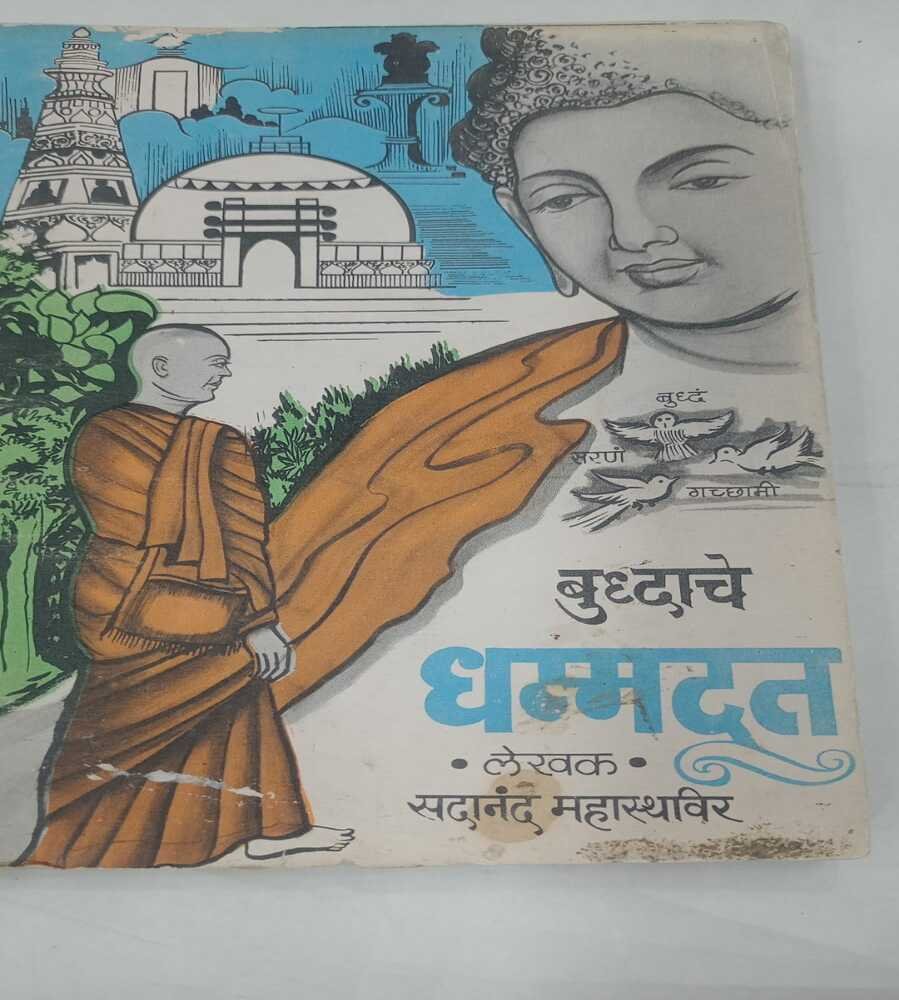 बुध्दं
सरणं
गच्छामी
बुध्दाचे
धम्मदूत
• लेखक •
सदानंद महास्थविर